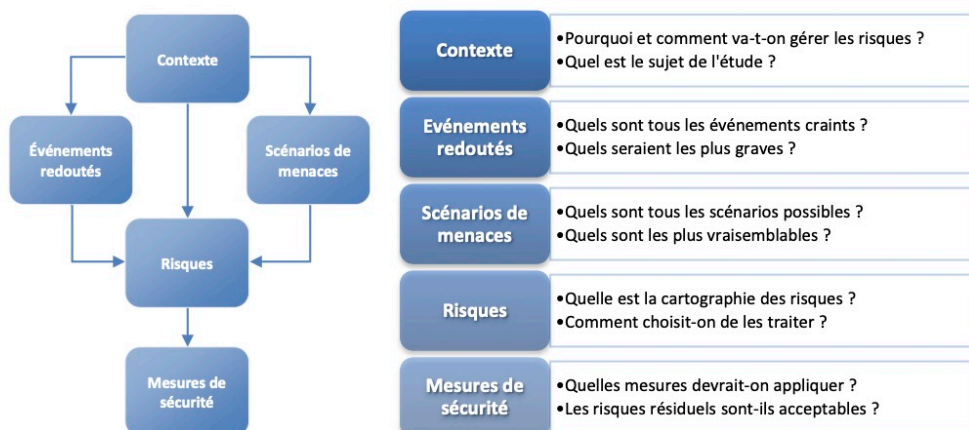 Contexte
Événements
redoutés
Scénarios de
menaces
Risques
Mesures de
sécurité
Contexte
•Pourquoi et comment va-t-on gérer les risques ?
•Quel est le sujet de l'étude ?
Evénements
redoutés
•Quels sont tous les événements craints ?
•Quels seraient les plus graves ?
Scénarios de
menaces
•Quels sont tous les scénarios possibles ?
•Quels sont les plus vraisemblables ?
Risques
•Quelle est la cartographie des risques ?
•Comment choisit-on de les traiter ?
Mesures de
sécurité
•Quelles mesures devrait-on appliquer ?
•Les risques résiduels sont-ils acceptables ?